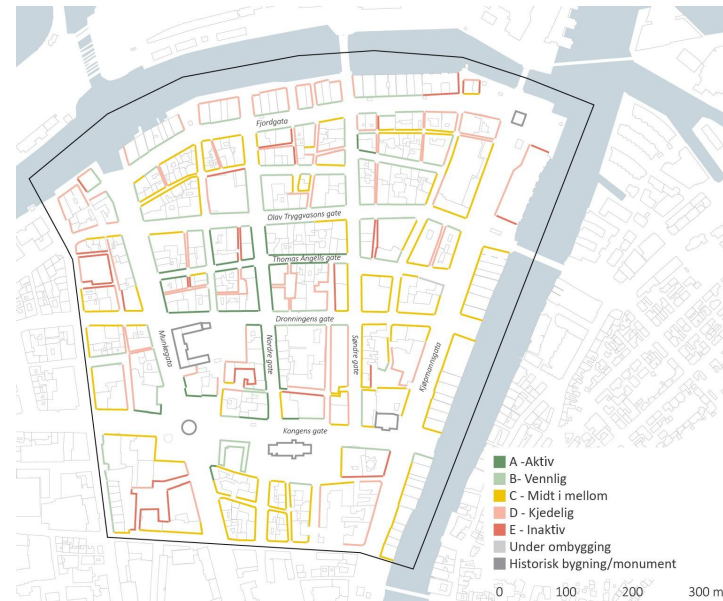 Fjordgata
Olav Tryggvasons gate
Thomas Angells gate
Dronningens gate
Munkegata
Nordre gate
Søndre gate
Kjøpmannsgata
Kongens gate
A -Aktiv
B- Vennlig
C - Midt i mellom
D - Kjedelig
E - Inaktiv
Under ombygging
Historisk bygning/monument
0 100 200 300 m